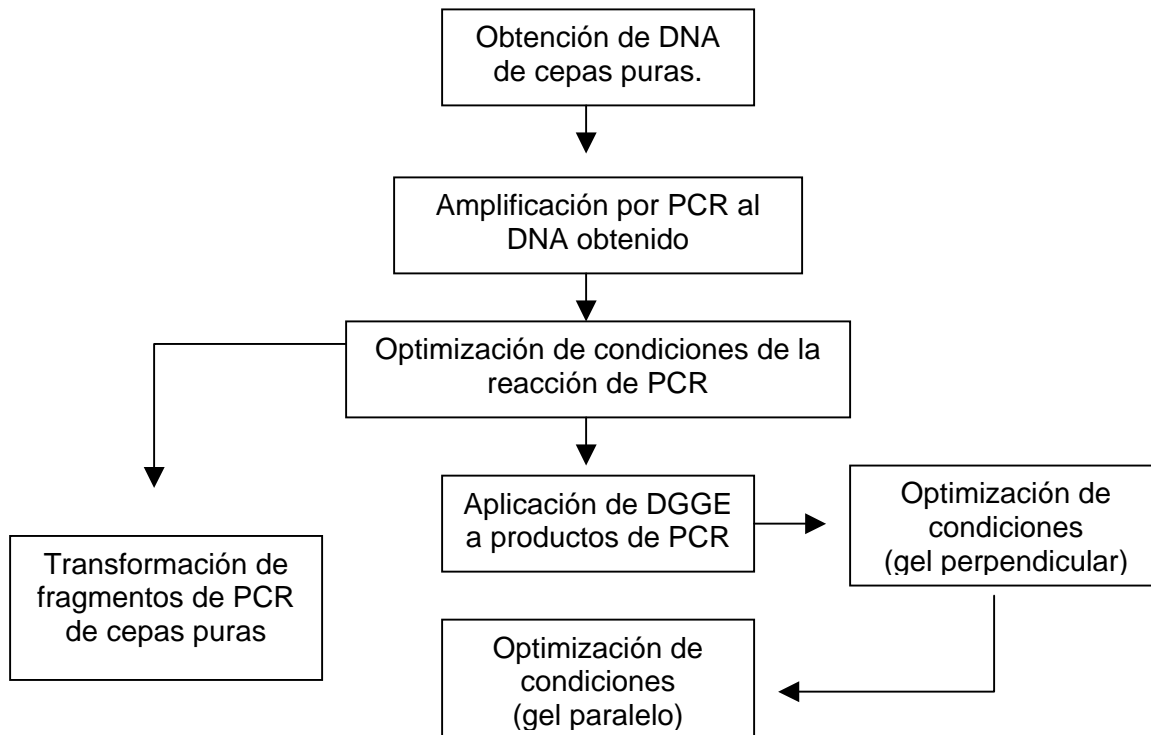 Obtención de DNA
de cepas puras.
Amplificación por PCR al
DNA obtenido
Optimización de condiciones de la
reacción de PCR
Aplicación de DGGE
a productos de PCR
Optimización de
condiciones
(gel perpendicular)
Transformación de
fragmentos de PCR
de cepas puras
Optimización de
condiciones
(gel paralelo)